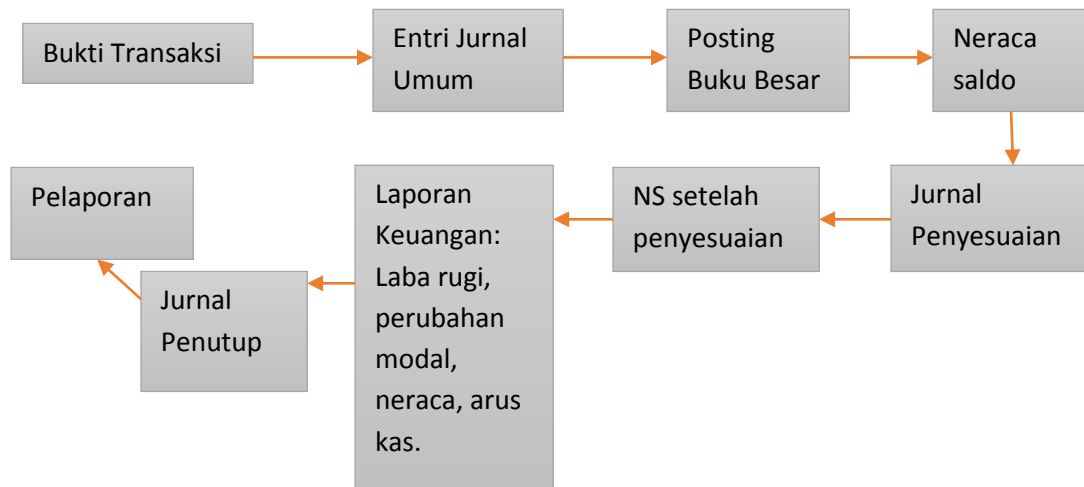 Bukti Transaksi
Entri Jurnal
Umum
Posting
Buku Besar
Neraca
saldo
Jurnal
Penyesuaian
NS setelah
penyesuaian
Laporan
Keuangan:
Laba rugi,
perubahan
modal,
neraca, arus
kas.
Jurnal
Penutup
Pelaporan